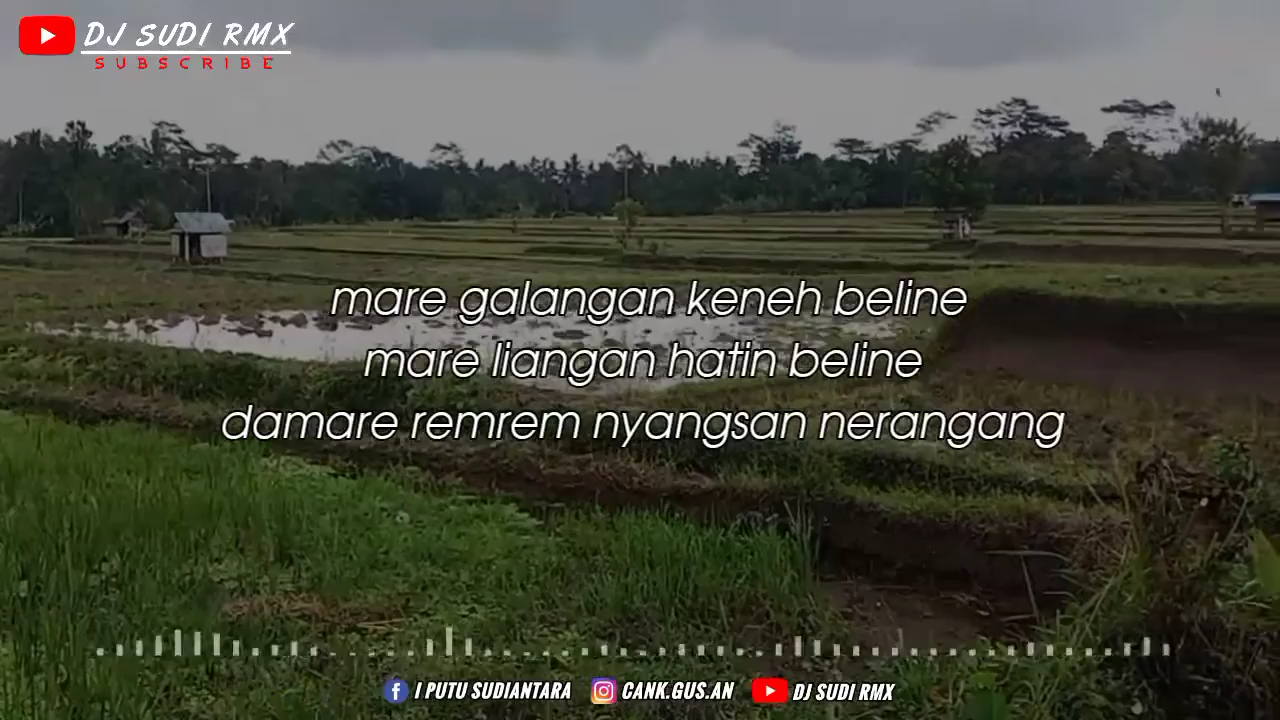 DJ SUDI RMX
SUBSCRIBE
mare galangan keneh beline
mare liangan hatin beline
damare remrem nyangsan nerangang
I PUTU SUDIANTARA CANK.GUS.AN DJ SUDI RMX